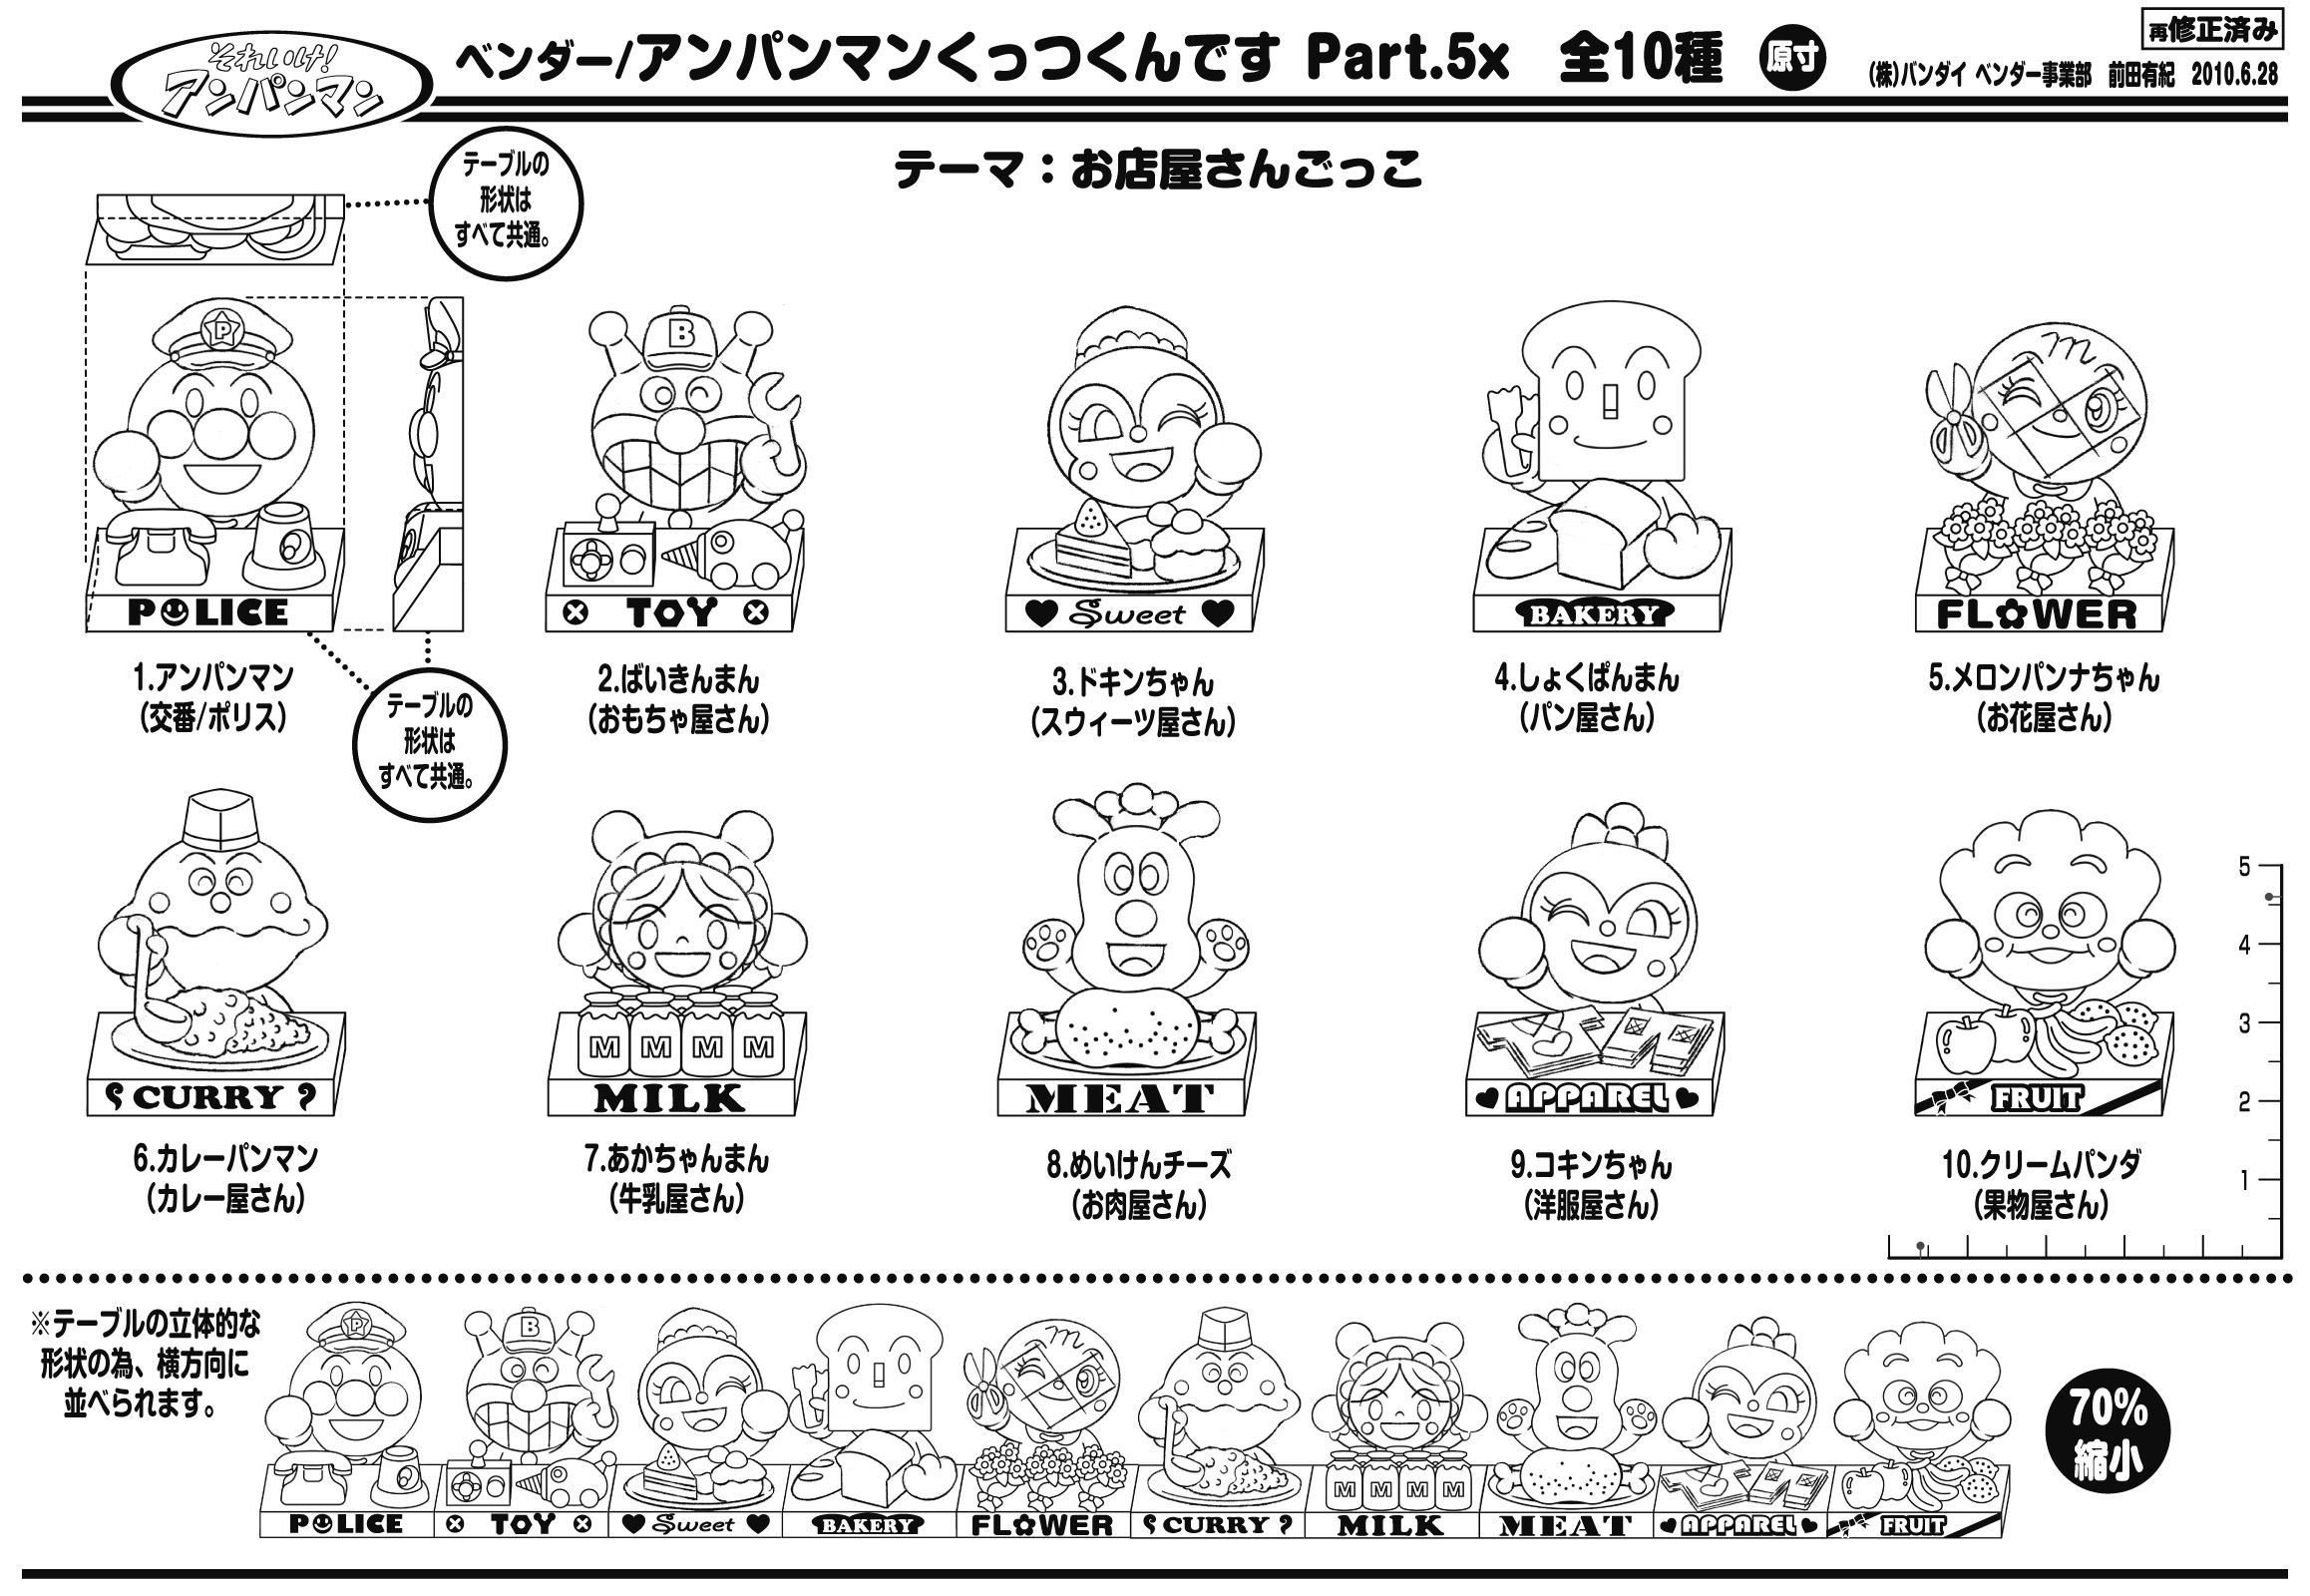 それいけ!
アンパンマン
ベンダー/アンパンマンくっつくんです Part.5x 全10種 原寸
再修正済み
(株)バンダイ ベンダー事業部 前田有紀 2010.6.28
テーマ:お店屋さんごっこ
テーブルの
形状は
すべて共通。
P
B
POLICE
TOY
Sweet
BAKERY
FLOWER
1.アンパンマン
(交番/ポリス)
2.ばいきんまん
(おもちゃ屋さん)
3.ドキンちゃん
(スウィーツ屋さん)
4.しょくぱんまん
(パン屋さん)
5.メロンパンナちゃん
(お花屋さん)
テーブルの
形状は
すべて共通。
M M M M
CURRY
MILK
MEAT
APPAREL
FRUIT
6.カレーパンマン
(カレー屋さん)
7.あかちゃんまん
(牛乳屋さん)
8.めいけんチーズ
(お肉屋さん)
9.コキンちゃん
(洋服屋さん)
10.クリームパンダ
(果物屋さん)
5
4
3
2
1
※テーブルの立体的な
形状の為、横方向に
並べられます。
P
B
M M M M
POLICE
TOY
Sweet
BAKERY
FLOWER
CURRY
MILK
MEAT
APPAREL
FRUIT
70%
縮小